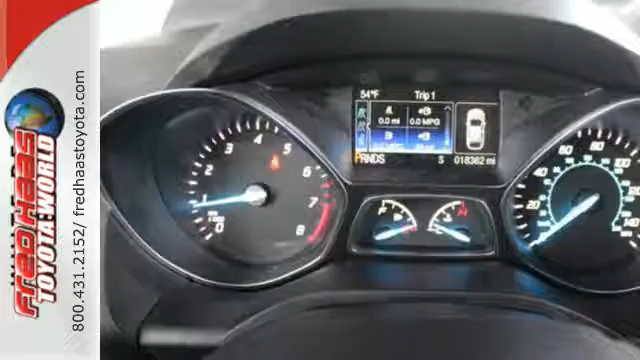 FRED HAAS
TOYOTA WORLD
800.431.2152/ fredhaastoyota.com
54°F Trip 1
0.0 mi 0.0 MPG
PRNDS S 018362 mi
0
1
2
3
4
5
6
7
8
20
40
60
80
100